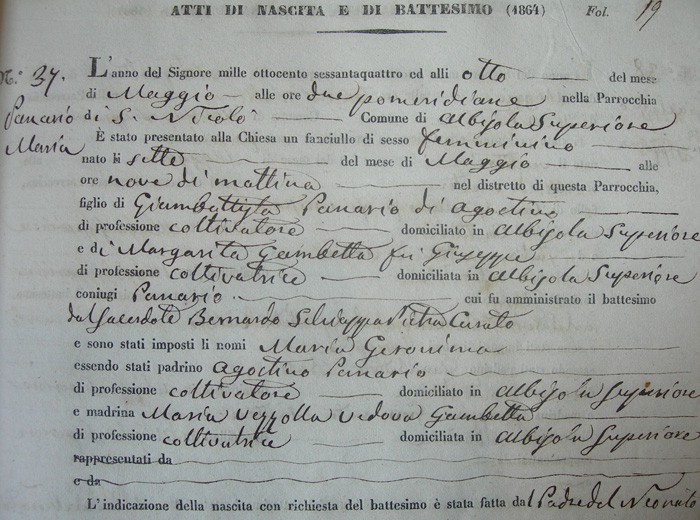 ATTI DI NASCITA E DI BATTESIMO (1864) Fol. 19
N.° 37. L'anno del Signore mille ottocento sessantaquattro ed alli otto del mese
di Maggio alle ore due pomeridiane nella Parrocchia
Panario di S. Nicolò Comune di Albisola Superiore
Maria È stato presentato alla Chiesa un fanciullo di sesso femminino
nato li sette del mese di Maggio alle
ore nove di mattina nel distretto di questa Parrocchia,
figlio di Giambattista Panario di Agostino
di professione coltivatore domiciliato in Albisola Superiore
e di Margarita Gambetta fu Giuseppe
di professione coltivatrice domiciliata in Albisola Superiore
coniugi Panario cui fu amministrato il battesimo
dal Sacerdote Bernardo Schiappapietra Curato
e sono stati imposti li nomi Maria Geronima
essendo stati padrino Agostino Panario
di professione coltivatore domiciliato in Albisola Superiore
e madrina Maria Vezzolla vedova Gambetta
di professione coltivatrice domiciliata in Albisola Superiore
rappresentati da
e da
L'indicazione della nascita con richiesta del battesimo è stata fatta dal Padre del Neonato